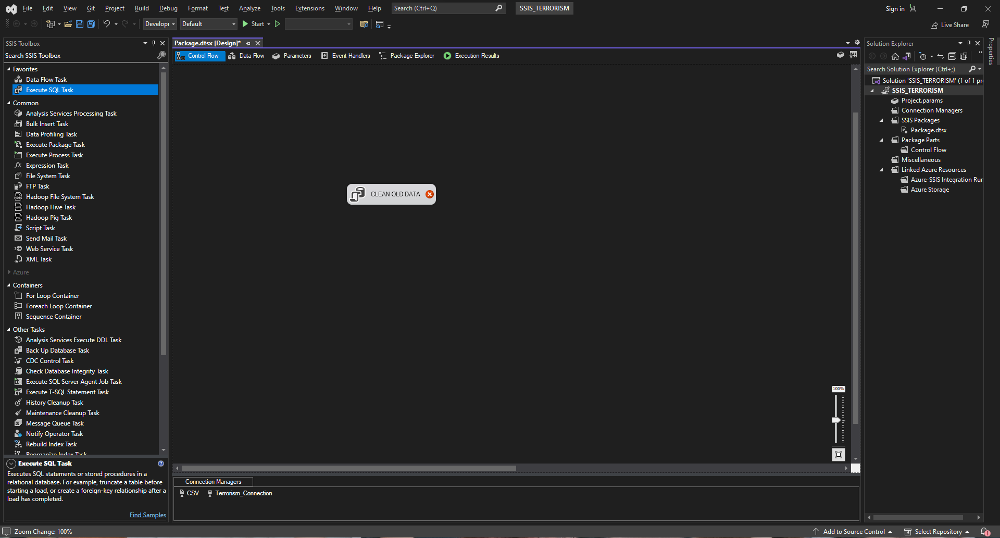 File Edit View Git Project Build Debug Format Test Analyze Tools Extensions Window Help Search (Ctrl+Q) SSIS_TERRORISM Sign in
Developi Default Start Live Share
SSIS Toolbox
Search SSIS Toolbox
Favorites
Data Flow Task
Execute SQL Task
Common
Analysis Services Processing Task
Bulk Insert Task
Data Profiling Task
Execute Package Task
Execute Process Task
Expression Task
File System Task
FTP Task
Hadoop File System Task
Hadoop Hive Task
Hadoop Pig Task
Script Task
Send Mail Task
Web Service Task
XML Task
Azure
Containers
For Loop Container
Foreach Loop Container
Sequence Container
Other Tasks
Analysis Services Execute DDL Task
Back Up Database Task
CDC Control Task
Check Database Integrity Task
Execute SQL Server Agent Job Task
Execute T-SQL Statement Task
History Cleanup Task
Maintenance Cleanup Task
Message Queue Task
Notify Operator Task
Rebuild Index Task
Reorganize Index Task
Execute SQL Task
Executes SQL statements or stored procedures in a
relational database. For example, truncate a table before
starting a load, or create a foreign-key relationship after a
load has completed.
Find Samples
Package.dtsx [Design]*
Control Flow Data Flow Parameters Event Handlers Package Explorer Execution Results
CLEAN OLD DATA
100%
Connection Managers
CSV Terrorism_Connection
Solution Explorer
Search Solution Explorer (Ctrl+;)
Solution 'SSIS_TERRORISM' (1 of 1 pr
SSIS_TERRORISM
Project.params
Connection Managers
SSIS Packages
Package.dtsx
Package Parts
Control Flow
Miscellaneous
Linked Azure Resources
Azure-SSIS Integration Run
Azure Storage
Properties
Zoom Change: 100% Add to Source Control Select Repository 1